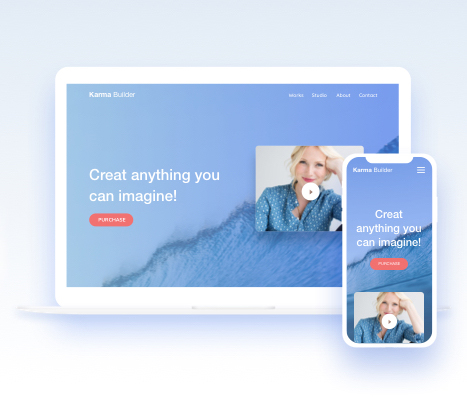 Karma Builder
Works Studio About Contact
Creat anything you
can imagine!
PURCHASE
Karma Builder
Creat
anything you
can imagine!
PURCHASE